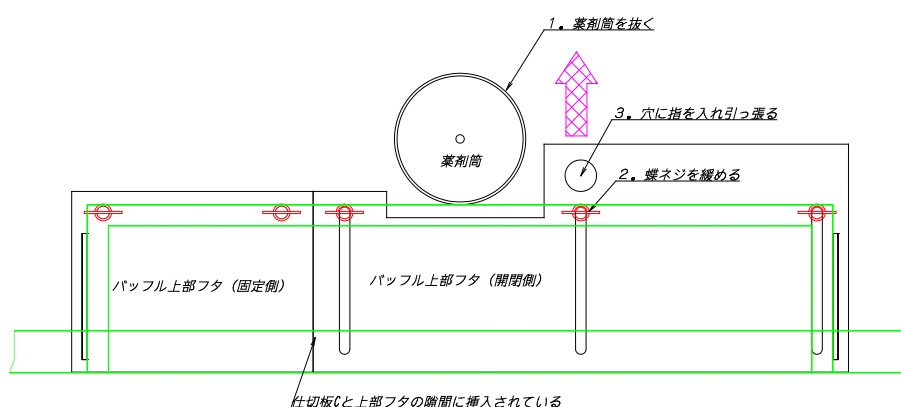 1. 薬剤筒を抜く
3. 穴に指を入れ引っ張る
薬剤筒
2. 蝶ネジを緩める
バッフル上部フタ（固定側）
バッフル上部フタ（開閉側）
仕切板Cと上部フタの隙間に挿入されている